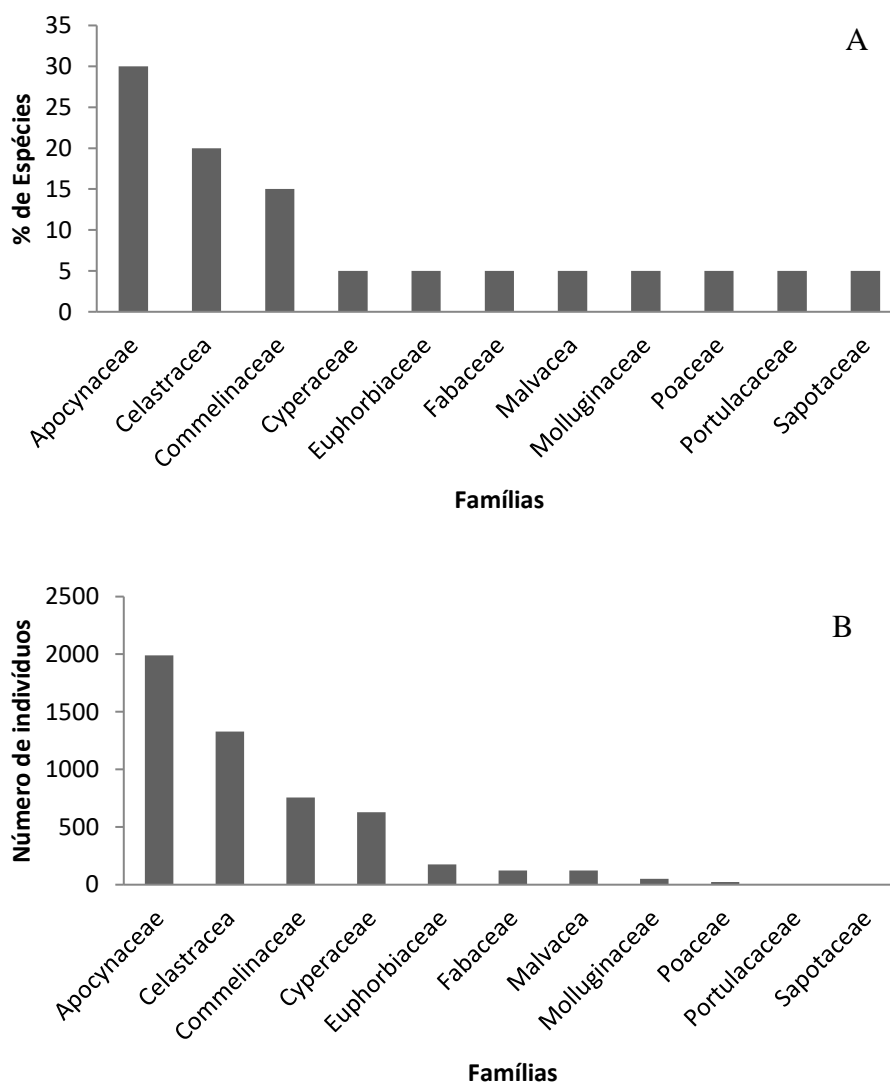 A
35
30
25
20
15
10
5
0
% de Espécies
Apocynaceae
Celastracea
Commelinaceae
Cyperaceae
Euphorbiaceae
Fabaceae
Malvacea
Molluginaceae
Poaceae
Portulacaceae
Sapotaceae
Famílias
B
2500
2000
1500
1000
500
0
Número de indivíduos
Apocynaceae
Celastracea
Commelinaceae
Cyperaceae
Euphorbiaceae
Fabaceae
Malvacea
Molluginaceae
Poaceae
Portulacaceae
Sapotaceae
Famílias